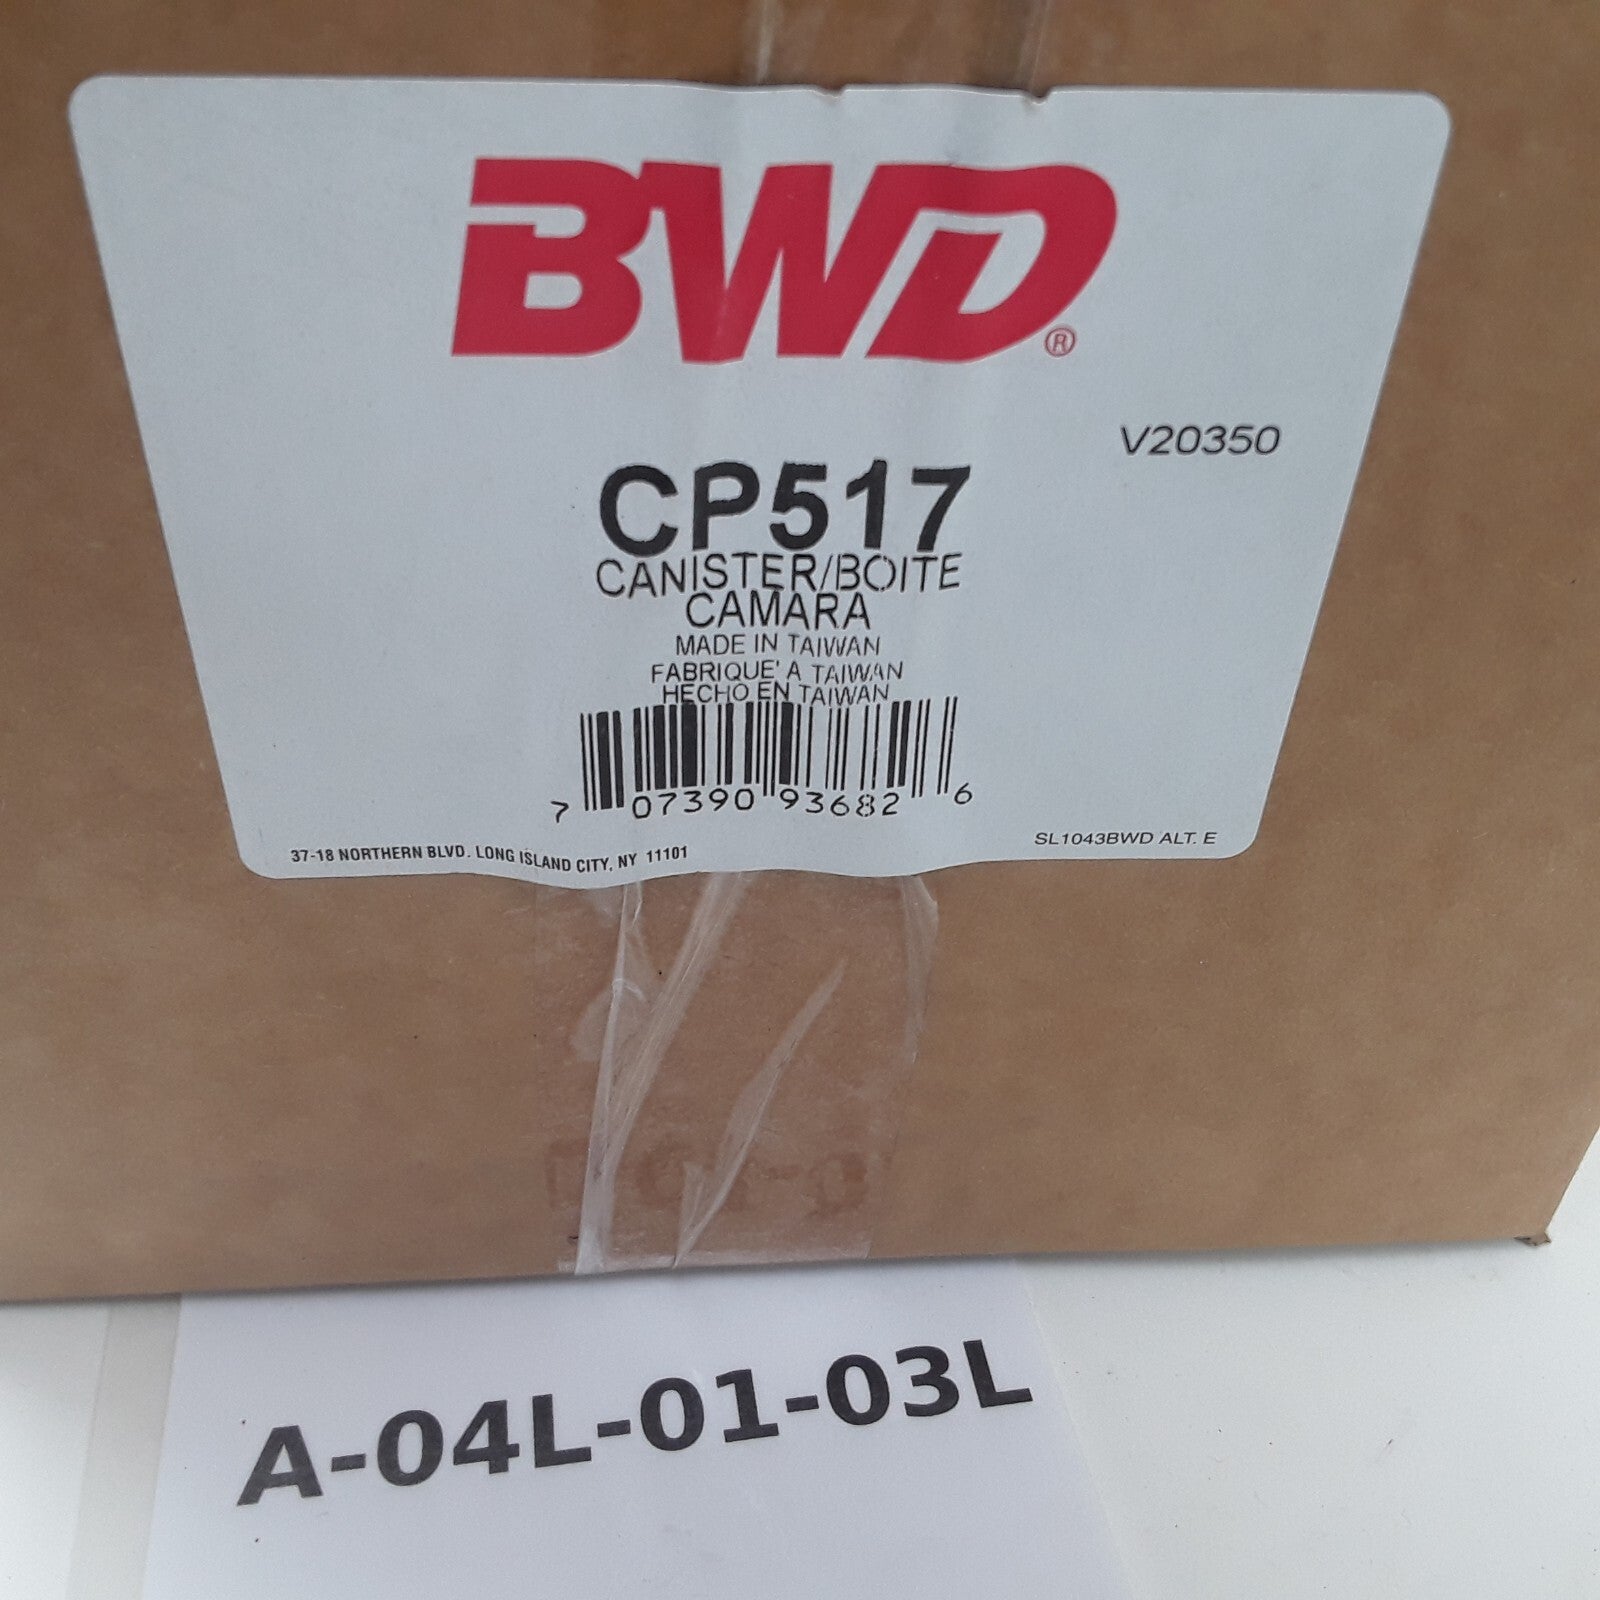 BWD®
V20350
CP517
CANISTER/BOITE
CAMARA
MADE IN TAIWAN
FABRIQUE' A TAIWAN
HECHO EN TAIWAN
7 07390 93682 6
37-18 NORTHERN BLVD. LONG ISLAND CITY, NY 11101
SL1043BWD ALT. E
A-04L-01-03L